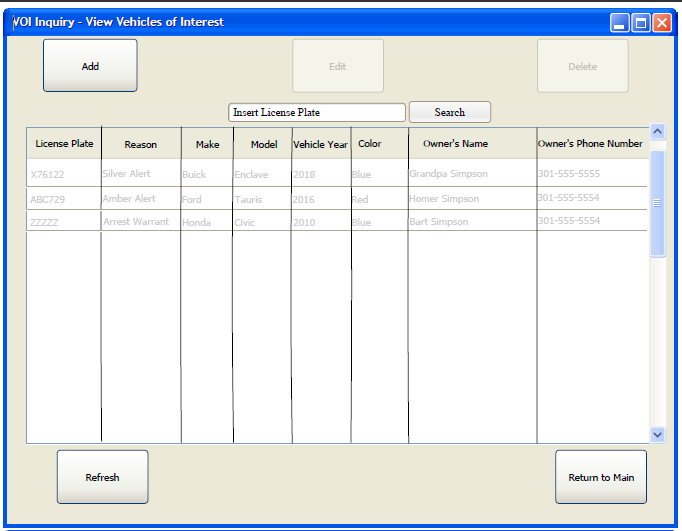 VOI Inquiry - View Vehicles of Interest
Add Edit Delete
Insert License Plate Search
License Plate Reason Make Model Vehicle Year Color Owner's Name Owner's Phone Number
X76122 Silver Alert Buick Enclave 2018 Blue Grandpa Simpson 301-555-5555
ABC729 Amber Alert Ford Tauris 2016 Red Homer Simpson 301-555-5554
ZZZZZ Arrest Warrant Honda Civic 2010 Blue Bart Simpson 301-555-5554
Refresh Return to Main